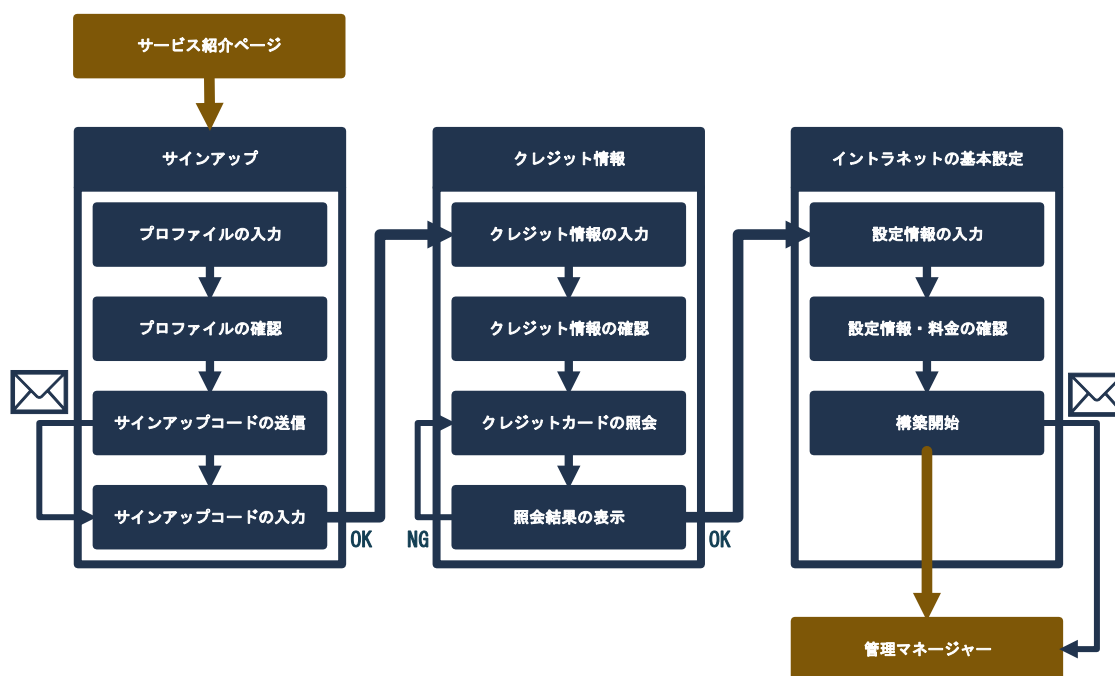 サービス紹介ページ
サインアップ
プロファイルの入力
プロファイルの確認
サインアップコードの送信
サインアップコードの入力
OK
クレジット情報
クレジット情報の入力
クレジット情報の確認
クレジットカードの照会
照会結果の表示
NG
OK
イントラネットの基本設定
設定情報の入力
設定情報・料金の確認
構築開始
管理マネージャー